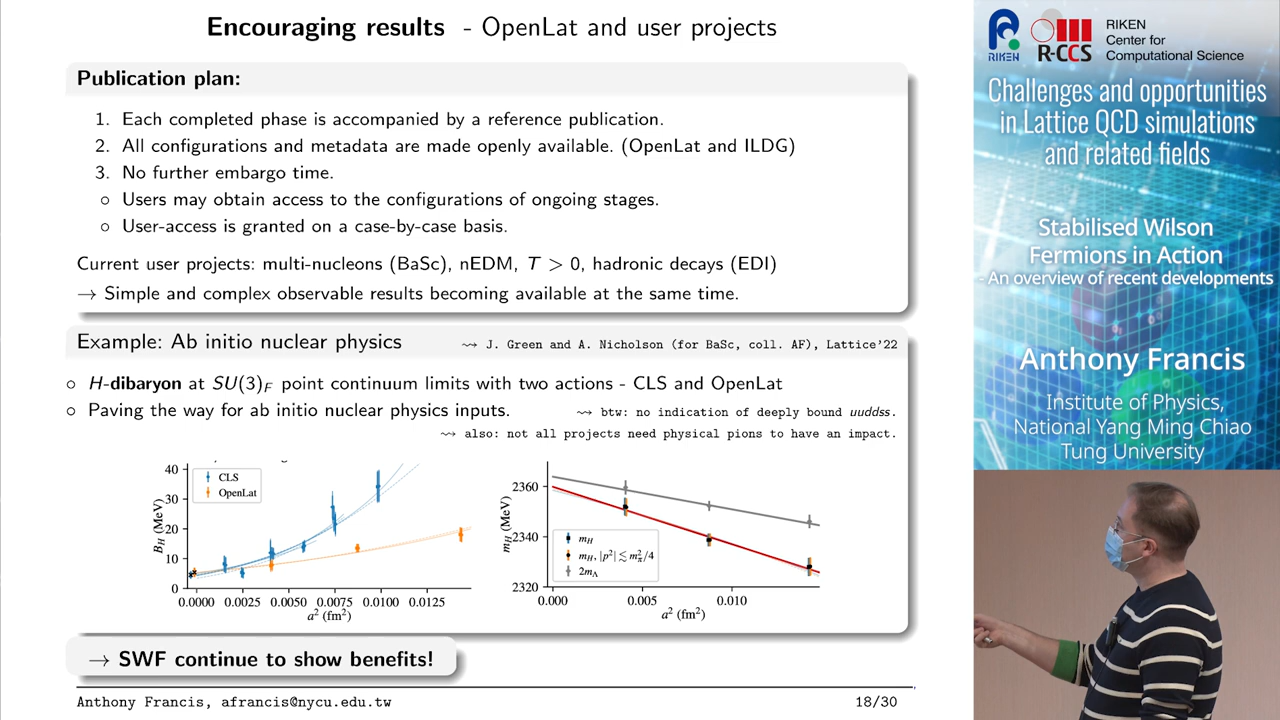 Encouraging results - OpenLat and user projects
Publication plan:
1. Each completed phase is accompanied by a reference publication.
2. All configurations and metadata are made openly available. (OpenLat and ILDG)
3. No further embargo time.
○ Users may obtain access to the configurations of ongoing stages.
○ User-access is granted on a case-by-case basis.
Current user projects: multi-nucleons (BaSc), nEDM, T > 0, hadronic decays (EDI)
→ Simple and complex observable results becoming available at the same time.
Example: Ab initio nuclear physics ⇝ J. Green and A. Nicholson (for BaSc, coll. AF), Lattice'22
○ H-dibaryon at SU(3)F point continuum limits with two actions - CLS and OpenLat
○ Paving the way for ab initio nuclear physics inputs. ⇝ btw: no indication of deeply bound uuddss.
⇝ also: not all projects need physical pions to have an impact.
40
30
20
10
0
BH (MeV)
CLS
OpenLat
0.0000 0.0025 0.0050 0.0075 0.0100 0.0125
a² (fm²)
2360
2340
2320
mH (MeV)
mH
mH, |p²| ≲ mπ²/4
2mΛ
0.000 0.005 0.010
a² (fm²)
→ SWF continue to show benefits!
Anthony Francis, afrancis@nycu.edu.tw 18/30
RIKEN
R-CCS
RIKEN
Center for
Computational Science
Challenges and opportunities
in Lattice QCD simulations
and related fields
Stabilised Wilson
Fermions in Action
- An overview of recent developments
Anthony Francis
Institute of Physics,
National Yang Ming Chiao
Tung University